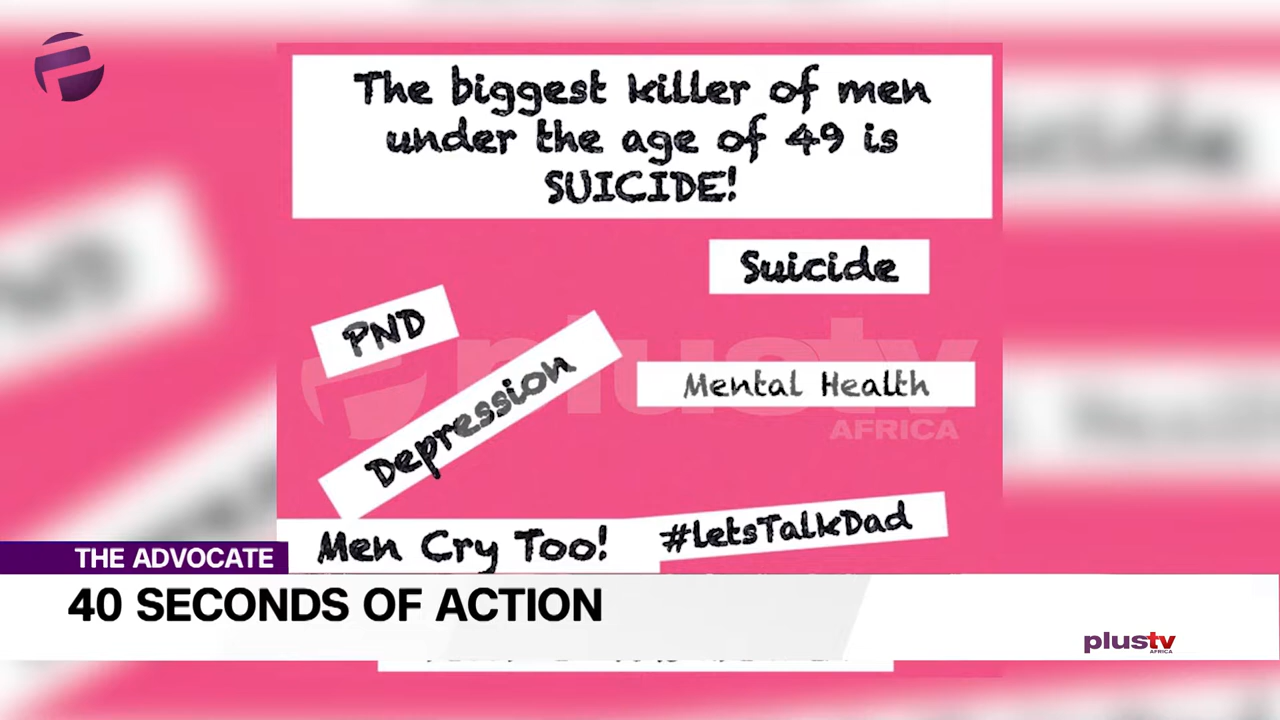 The biggest killer of men
under the age of 49 is
SUICIDE!
Suicide
PND
Depression
Mental Health
plustv
AFRICA
Men Cry Too!
#letsTalkDad
THE ADVOCATE
40 SECONDS OF ACTION
plustv
AFRICA